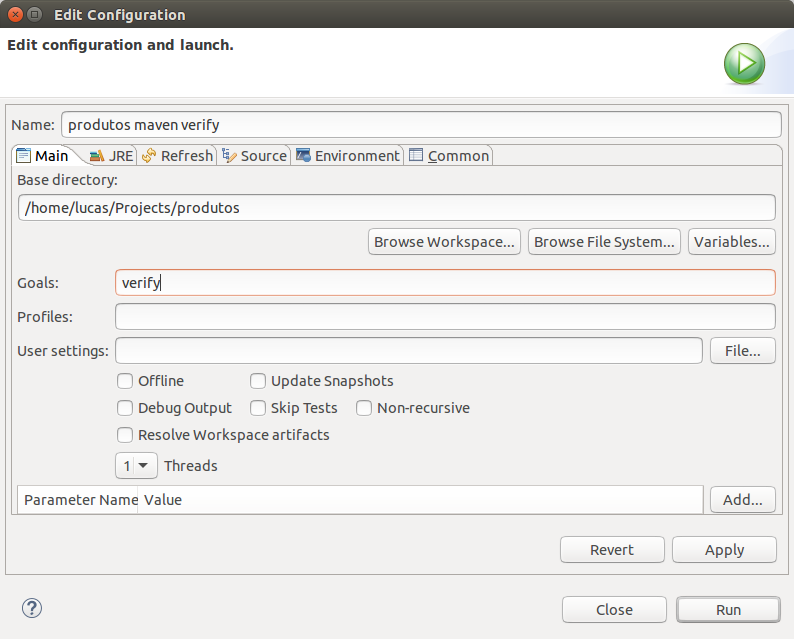 Edit Configuration
Edit configuration and launch.
Name: produtos maven verify
Main JRE Refresh Source Environment Common
Base directory:
/home/lucas/Projects/produtos
Browse Workspace... Browse File System... Variables...
Goals: verify
Profiles:
User settings: File...
Offline Update Snapshots
Debug Output Skip Tests Non-recursive
Resolve Workspace artifacts
1 Threads
Parameter Name Value Add...
Revert Apply
? Close Run